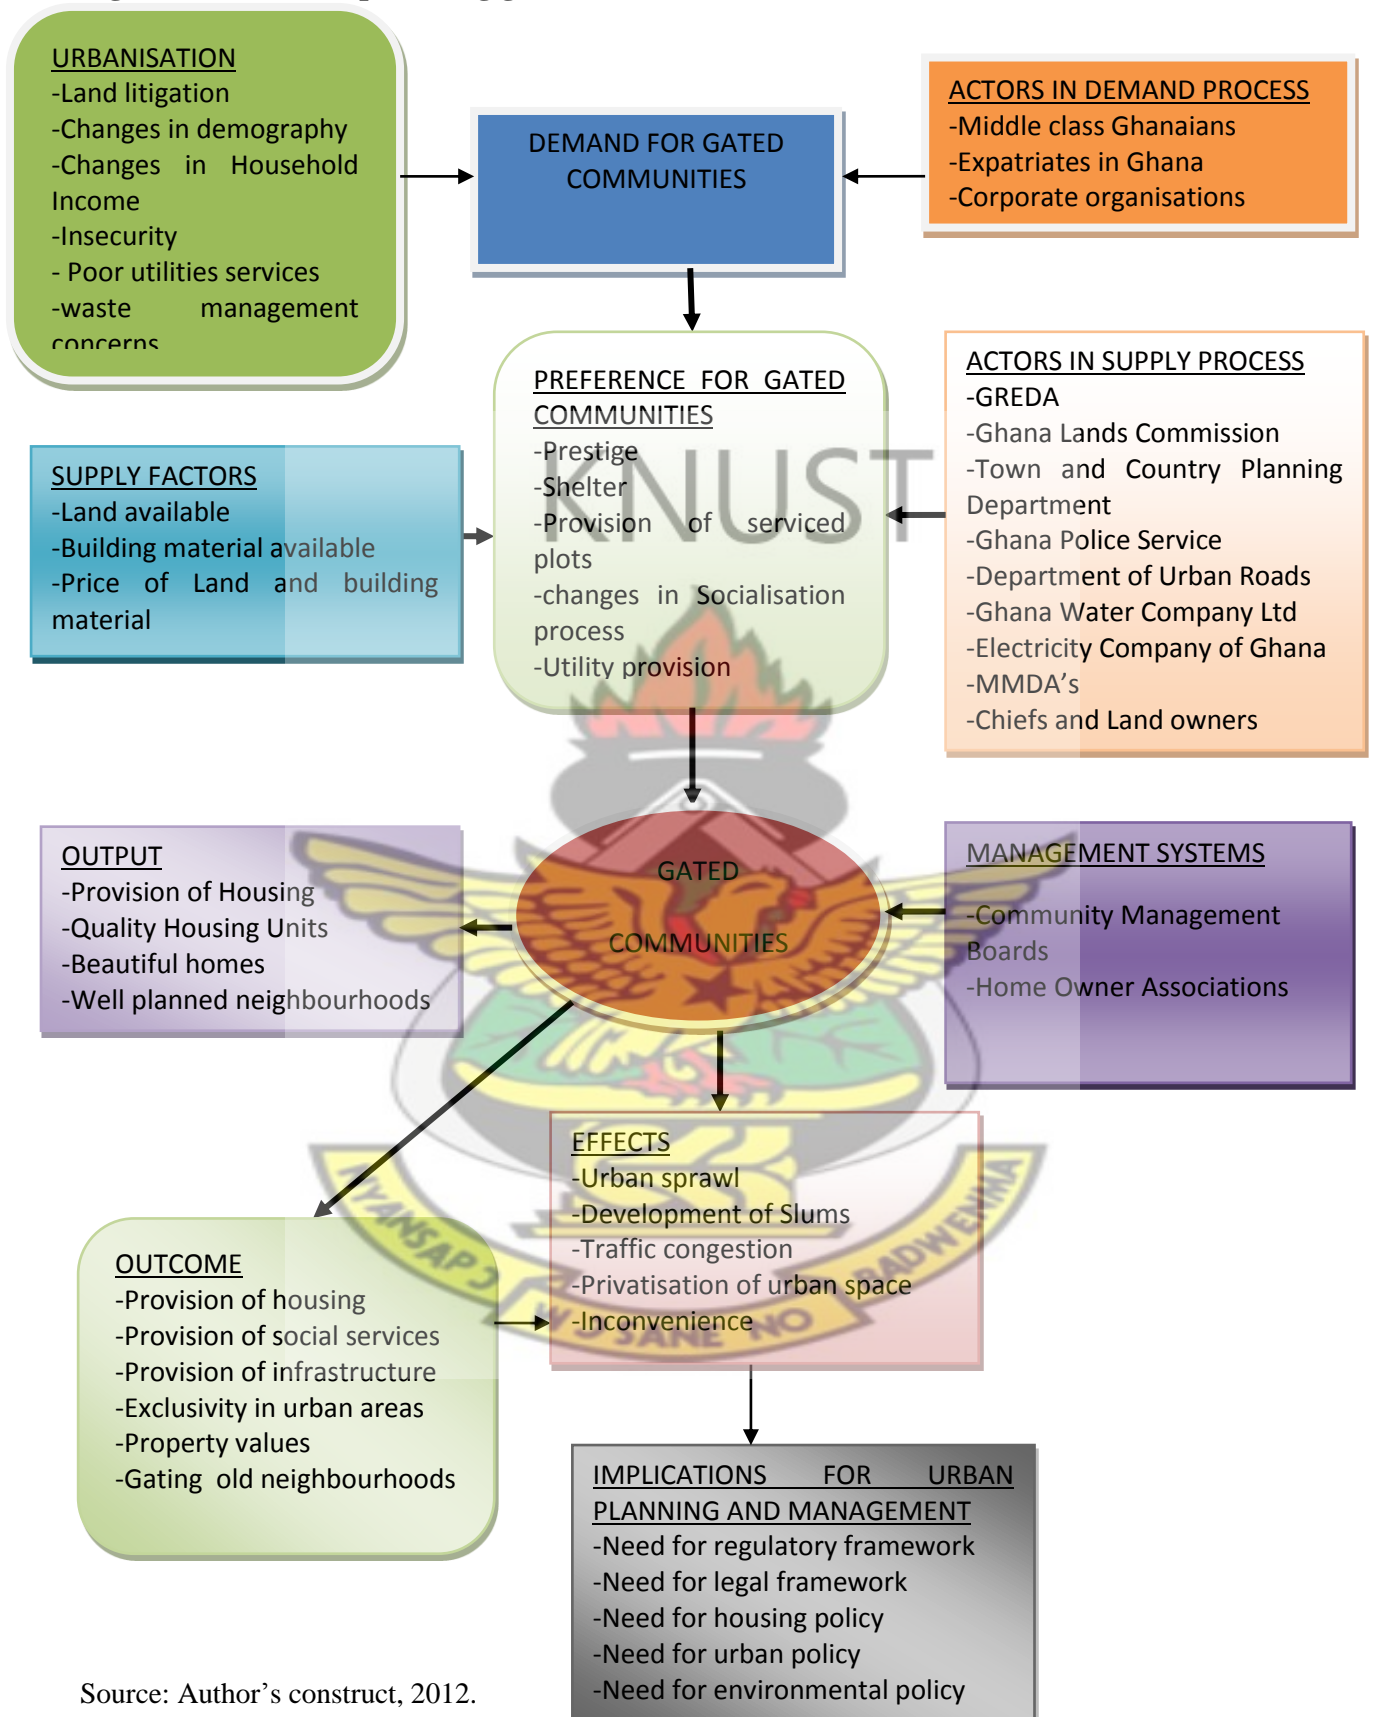 URBANISATION
-Land litigation
-Changes in demography
-Changes in Household
Income
-Insecurity
- Poor utilities services
-waste management
concerns
DEMAND FOR GATED
COMMUNITIES
ACTORS IN DEMAND PROCESS
-Middle class Ghanaians
-Expatriates in Ghana
-Corporate organisations
PREFERENCE FOR GATED
COMMUNITIES
-Prestige
-Shelter
-Provision of serviced
plots
-changes in Socialisation
process
-Utility provision
ACTORS IN SUPPLY PROCESS
-GREDA
-Ghana Lands Commission
-Town and Country Planning
Department
-Ghana Police Service
-Department of Urban Roads
-Ghana Water Company Ltd
-Electricity Company of Ghana
-MMDA’s
-Chiefs and Land owners
SUPPLY FACTORS
-Land available
-Building material available
-Price of Land and building
material
KNUST
OUTPUT
-Provision of Housing
-Quality Housing Units
-Beautiful homes
-Well planned neighbourhoods
GATED
COMMUNITIES
MANAGEMENT SYSTEMS
-Community Management
Boards
-Home Owner Associations
EFFECTS
-Urban sprawl
-Development of Slums
-Traffic congestion
-Privatisation of urban space
-Inconvenience
NYANSAPƆ WƆSANE NO BADWENMA
OUTCOME
-Provision of housing
-Provision of social services
-Provision of infrastructure
-Exclusivity in urban areas
-Property values
-Gating old neighbourhoods
IMPLICATIONS FOR URBAN
PLANNING AND MANAGEMENT
-Need for regulatory framework
-Need for legal framework
-Need for housing policy
-Need for urban policy
-Need for environmental policy
Source: Author’s construct, 2012.